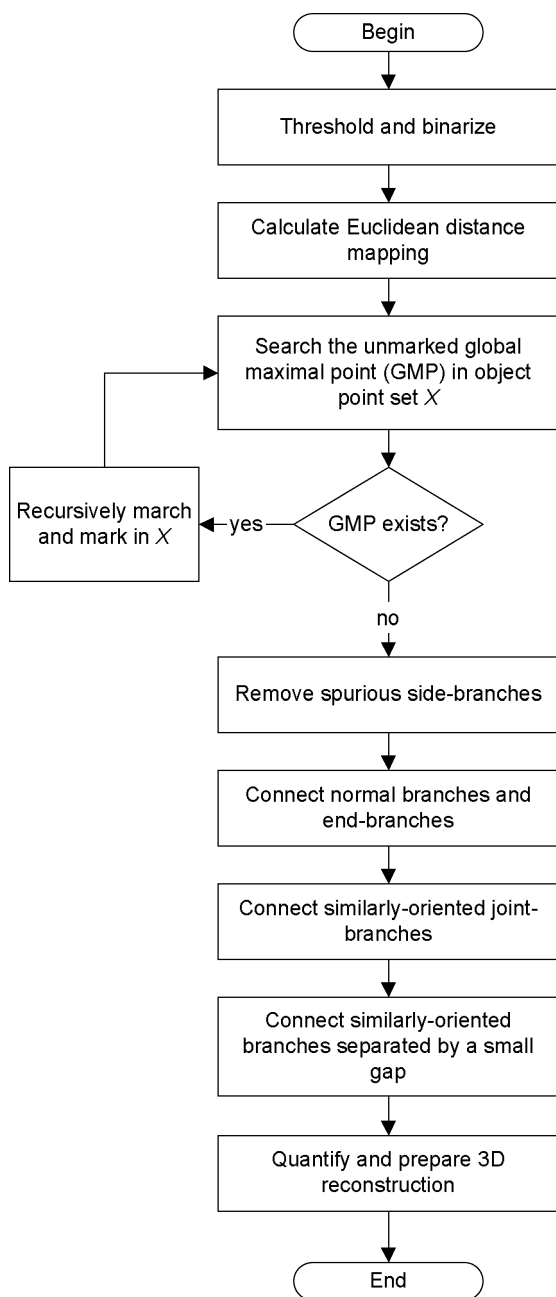 Begin
Threshold and binarize
Calculate Euclidean distance
mapping
Search the unmarked global
maximal point (GMP) in object
point set X
Recursively march
and mark in X
yes
GMP exists?
no
Remove spurious side-branches
Connect normal branches and
end-branches
Connect similarly-oriented joint-
branches
Connect similarly-oriented
branches separated by a small
gap
Quantify and prepare 3D
reconstruction
End